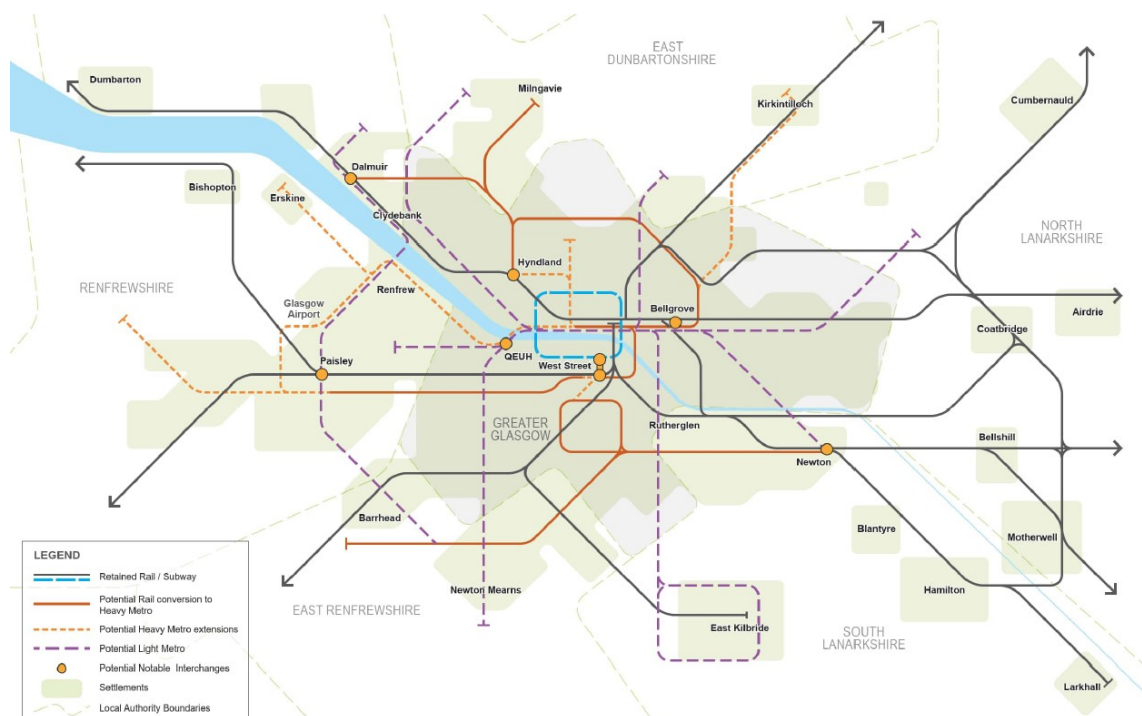 EAST
DUNBARTONSHIRE
Dumbarton
Milngavie
Kirkintilloch
Cumbernauld
Dalmuir
Bishopton
Erskine
Clydebank
NORTH
LANARKSHIRE
Hyndland
RENFREWSHIRE
Renfrew
Glasgow
Airport
Bellgrove
Airdrie
Coatbridge
QEUH
Paisley
West Street
GREATER
GLASGOW
Rutherglen
Bellshill
Newton
Barrhead
Blantyre
Motherwell
Newton Mearns
Hamilton
EAST RENFREWSHIRE
East Kilbride
SOUTH
LANARKSHIRE
Larkhall
LEGEND
Retained Rail / Subway
Potential Rail conversion to
Heavy Metro
Potential Heavy Metro extensions
Potential Light Metro
Potential Notable Interchanges
Settlements
Local Authority Boundaries